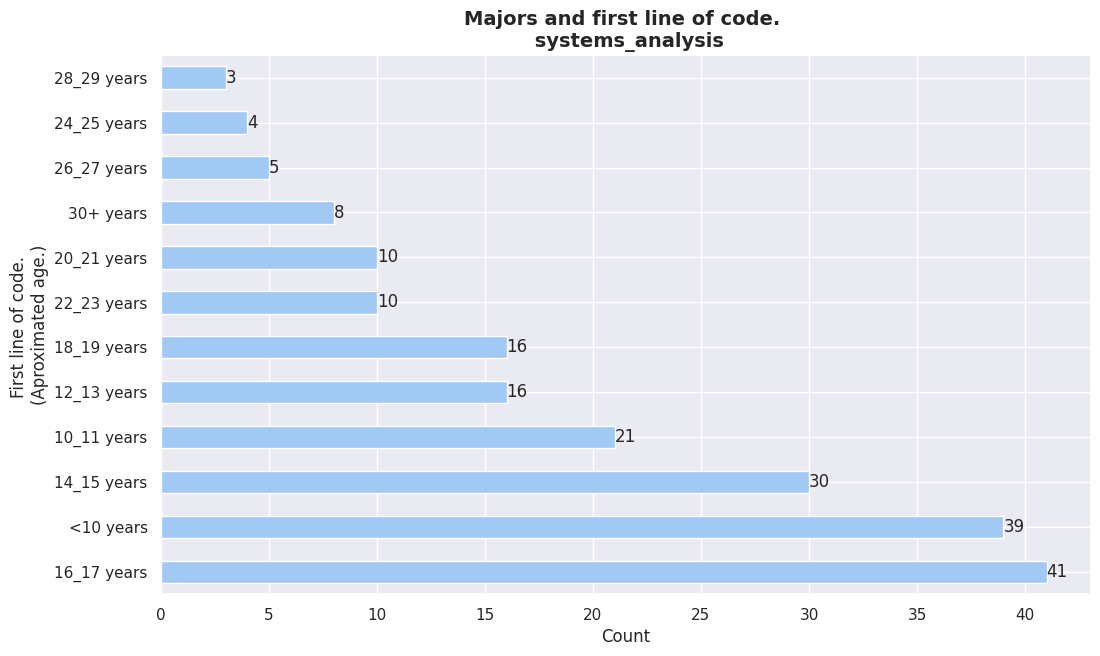 Majors and first line of code.
systems_analysis
First line of code.
(Aproximated age.)
28_29 years
3
24_25 years
4
26_27 years
5
30+ years
8
20_21 years
10
22_23 years
10
18_19 years
16
12_13 years
16
10_11 years
21
14_15 years
30
<10 years
39
16_17 years
41
0 5 10 15 20 25 30 35 40
Count